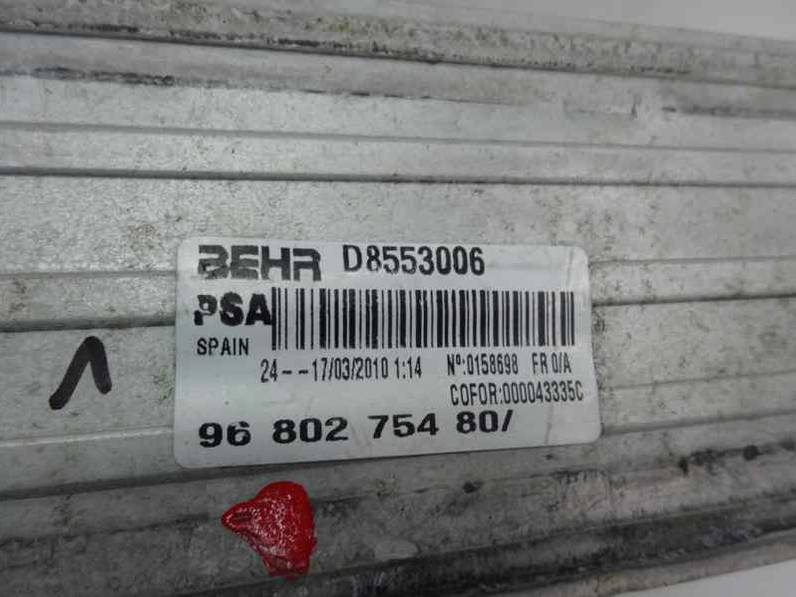 BEHR D8553006
PSA
SPAIN
24--17/03/2010 1:14 Nº:0158698 FR 0/A
COFOR:000043335C
96 802 754 80/